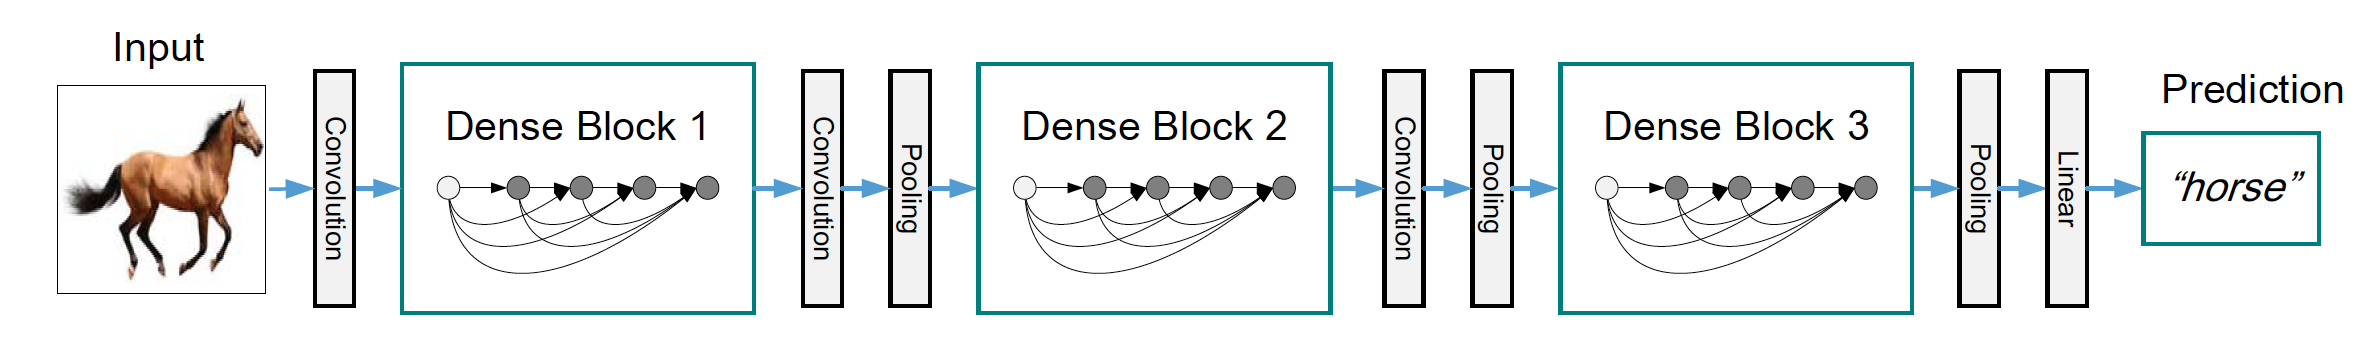 Input
Convolution
Dense Block 1
Convolution
Pooling
Dense Block 2
Convolution
Pooling
Dense Block 3
Pooling
Linear
Prediction
“horse”